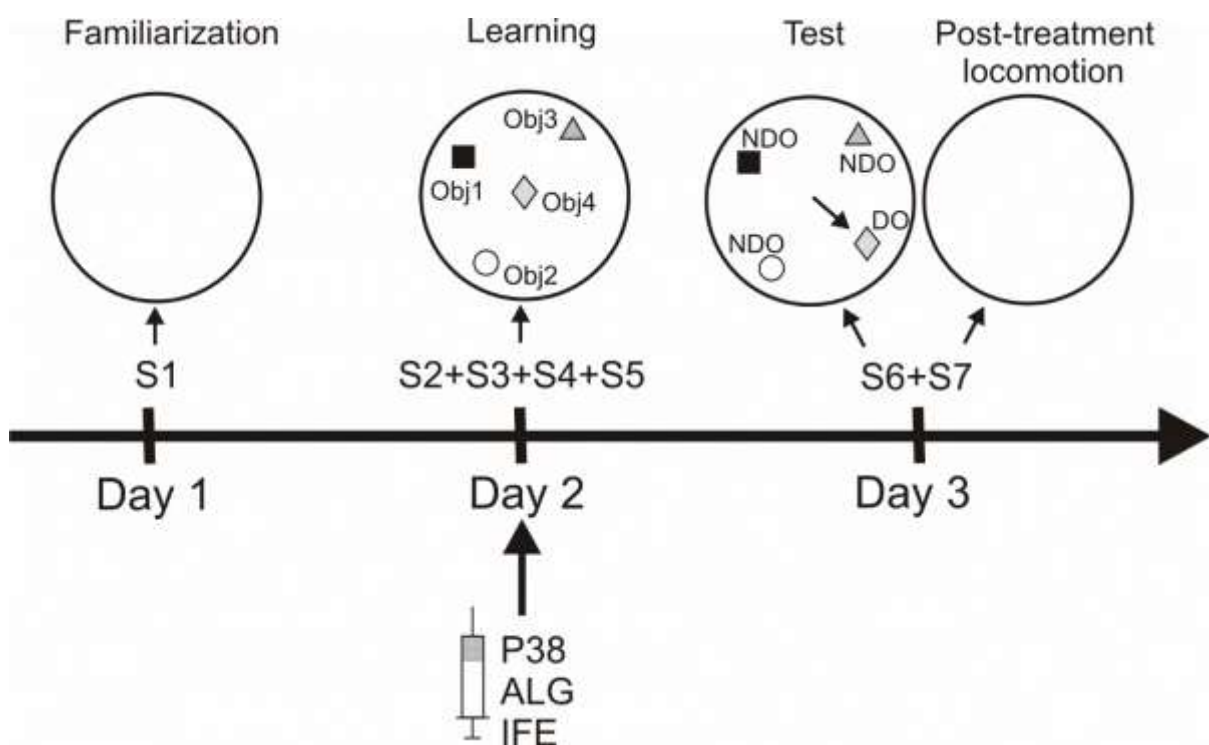 Familiarization
Learning
Test
Post-treatment
locomotion
Obj3
Obj1
Obj4
Obj2
NDO
NDO
DO
NDO
S1
S2+S3+S4+S5
S6+S7
Day 1
Day 2
Day 3
P38
ALG
IFE